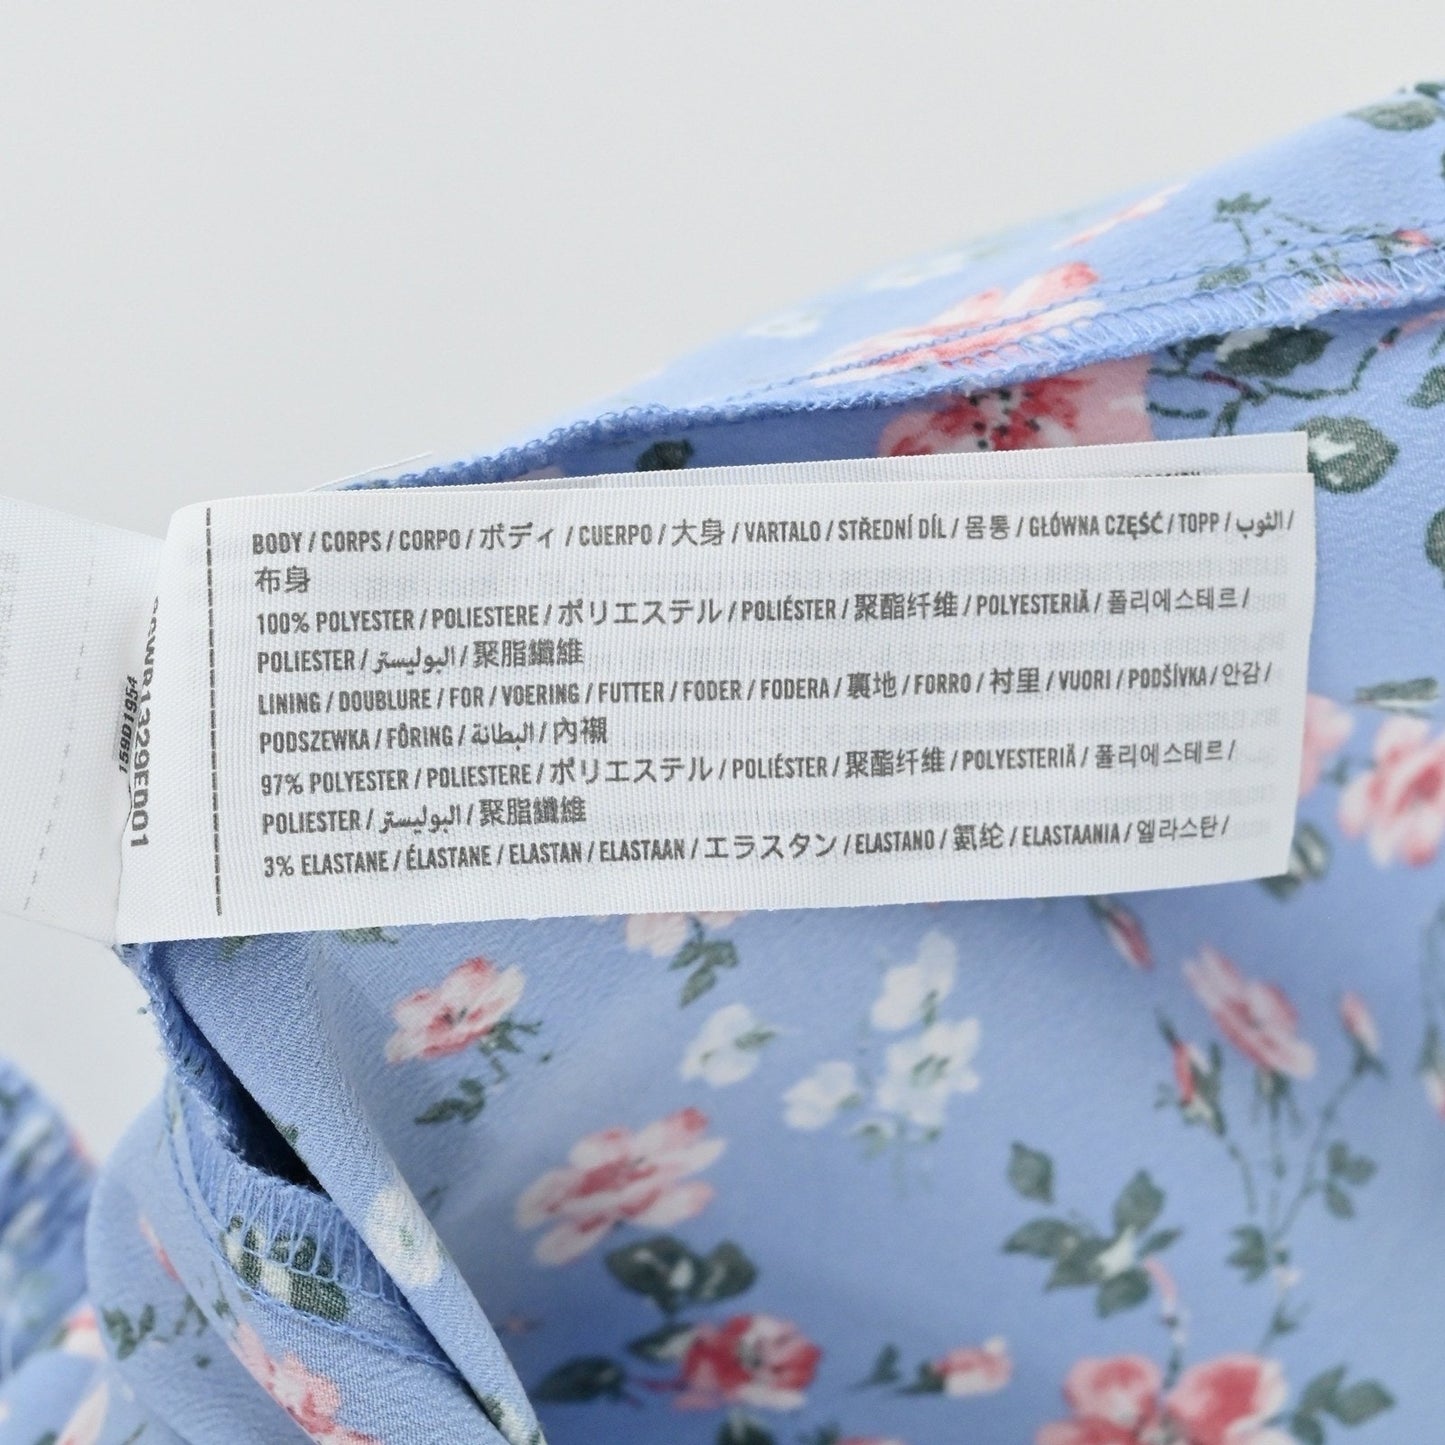 BODY / CORPS / CORPO / ボディ / CUERPO / 大身 / VARTALO / STŘEDNÍ DÍL / 몸통 / GŁÓWNA CZĘŚĆ / TOPP / الثوب /
布身
100% POLYESTER / POLIESTERE / ポリエステル / POLIÉSTER / 聚酯纤维 / POLYESTERIÄ / 폴리에스테르 /
POLIESTER / البوليستر / 聚脂纖維
LINING / DOUBLURE / FOR / VOERING / FUTTER / FODER / FODERA / 裏地 / FORRO / 衬里 / VUORI / PODŠÍVKA / 안감 /
PODSZEWKA / FÔRING / البطانة / 內襯
97% POLYESTER / POLIESTERE / ポリエステル / POLIÉSTER / 聚酯纤维 / POLYESTERIÄ / 폴리에스테르 /
POLIESTER / البوليستر / 聚脂纖維
3% ELASTANE / ÉLASTANE / ELASTAN / ELASTAAN / エラスタン / ELASTANO / 氨纶 / ELASTAANIA / 엘라스탄 /
159D1954